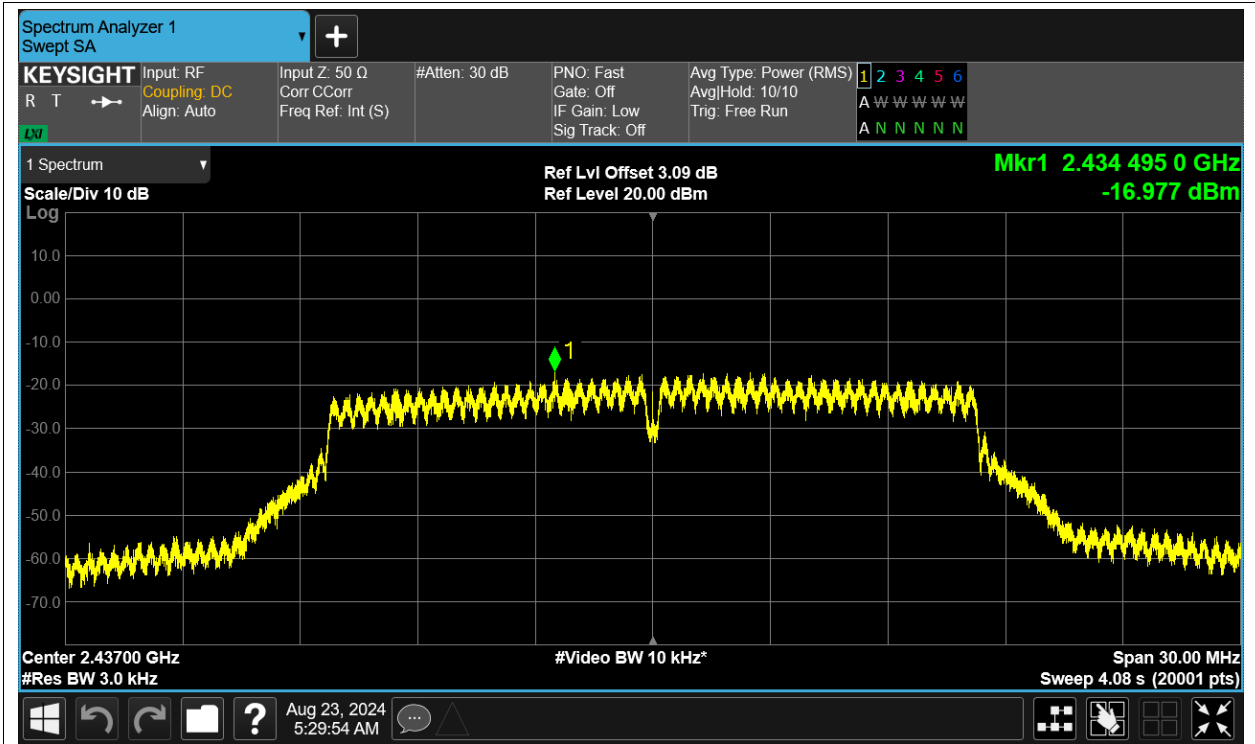 Spectrum Analyzer 1
Swept SA
KEYSIGHT
R T
LXI
Input: RF
Coupling: DC
Align: Auto
Input Z: 50 Ω
Corr CCorr
Freq Ref: Int (S)
#Atten: 30 dB
PNO: Fast
Gate: Off
IF Gain: Low
Sig Track: Off
Avg Type: Power (RMS)
Avg|Hold: 10/10
Trig: Free Run
1 2 3 4 5 6
A W W W W W
A N N N N N
1 Spectrum
Scale/Div 10 dB
Log
Ref Lvl Offset 3.09 dB
Ref Level 20.00 dBm
Mkr1 2.434 495 0 GHz
-16.977 dBm
10.0
0.00
-10.0
1
-20.0
-30.0
-40.0
-50.0
-60.0
-70.0
Center 2.43700 GHz
#Res BW 3.0 kHz
#Video BW 10 kHz*
Span 30.00 MHz
Sweep 4.08 s (20001 pts)
?
Aug 23, 2024
5:29:54 AM